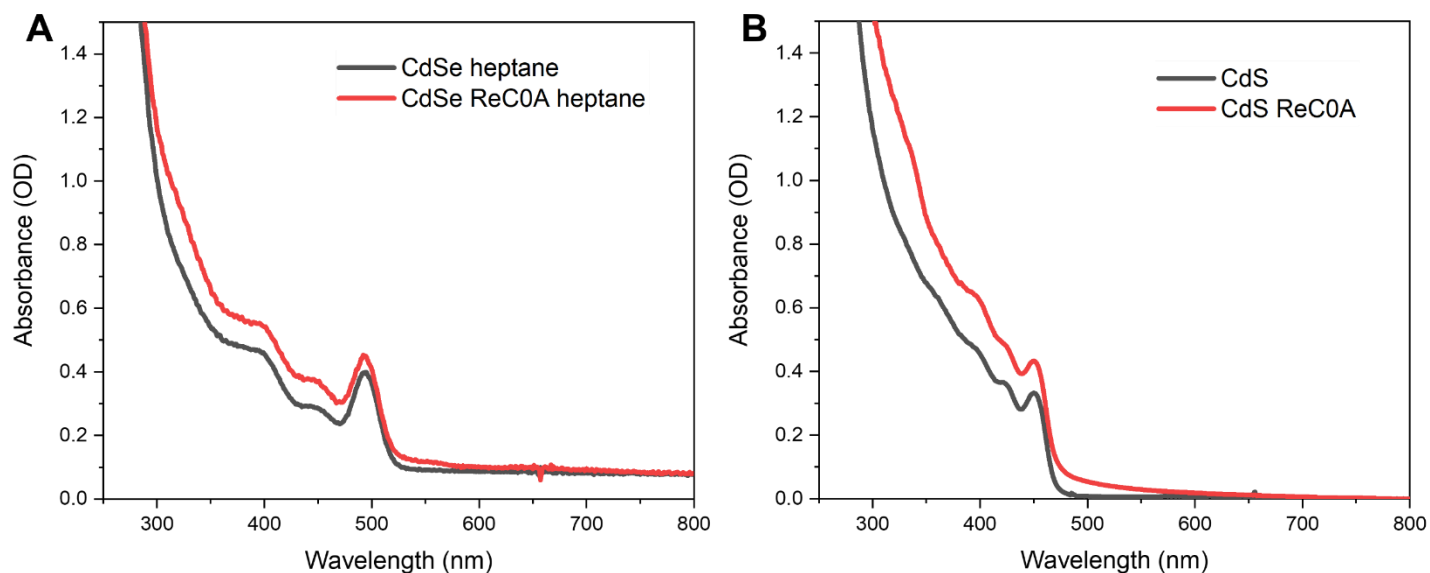 A
CdSe heptane
CdSe ReC0A heptane
Absorbance (OD)
1.4
1.2
1.0
0.8
0.6
0.4
0.2
0.0
300 400 500 600 700 800
Wavelength (nm)
B
CdS
CdS ReC0A
Absorbance (OD)
1.4
1.2
1.0
0.8
0.6
0.4
0.2
0.0
300 400 500 600 700 800
Wavelength (nm)